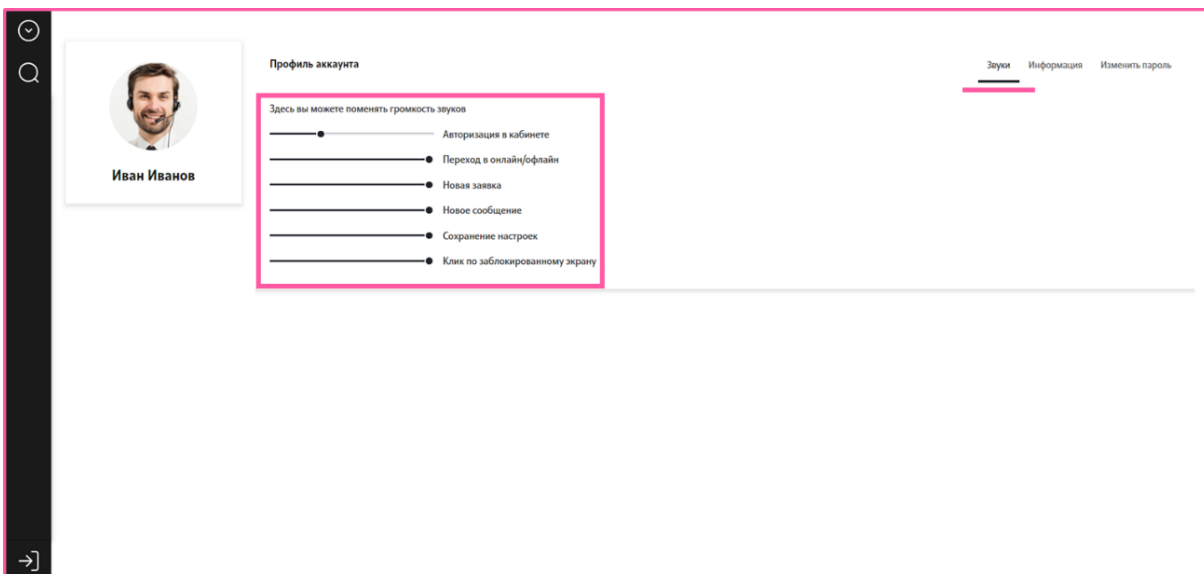 Профиль аккаунта
Звуки Информация Изменить пароль
Иван Иванов
Здесь вы можете поменять громкость звуков
Авторизация в кабинете
Переход в онлайн/офлайн
Новая заявка
Новое сообщение
Сохранение настроек
Клик по заблокированному экрану